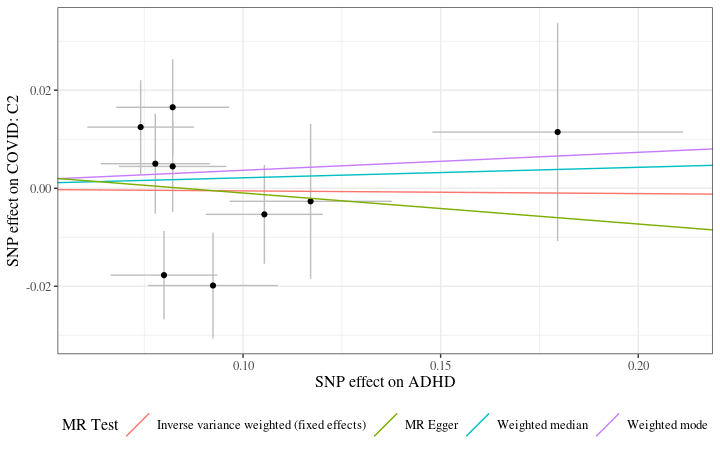 SNP effect on COVID: C2
0.02
0.00
-0.02
0.10 0.15 0.20
SNP effect on ADHD
MR Test Inverse variance weighted (fixed effects) MR Egger Weighted median Weighted mode